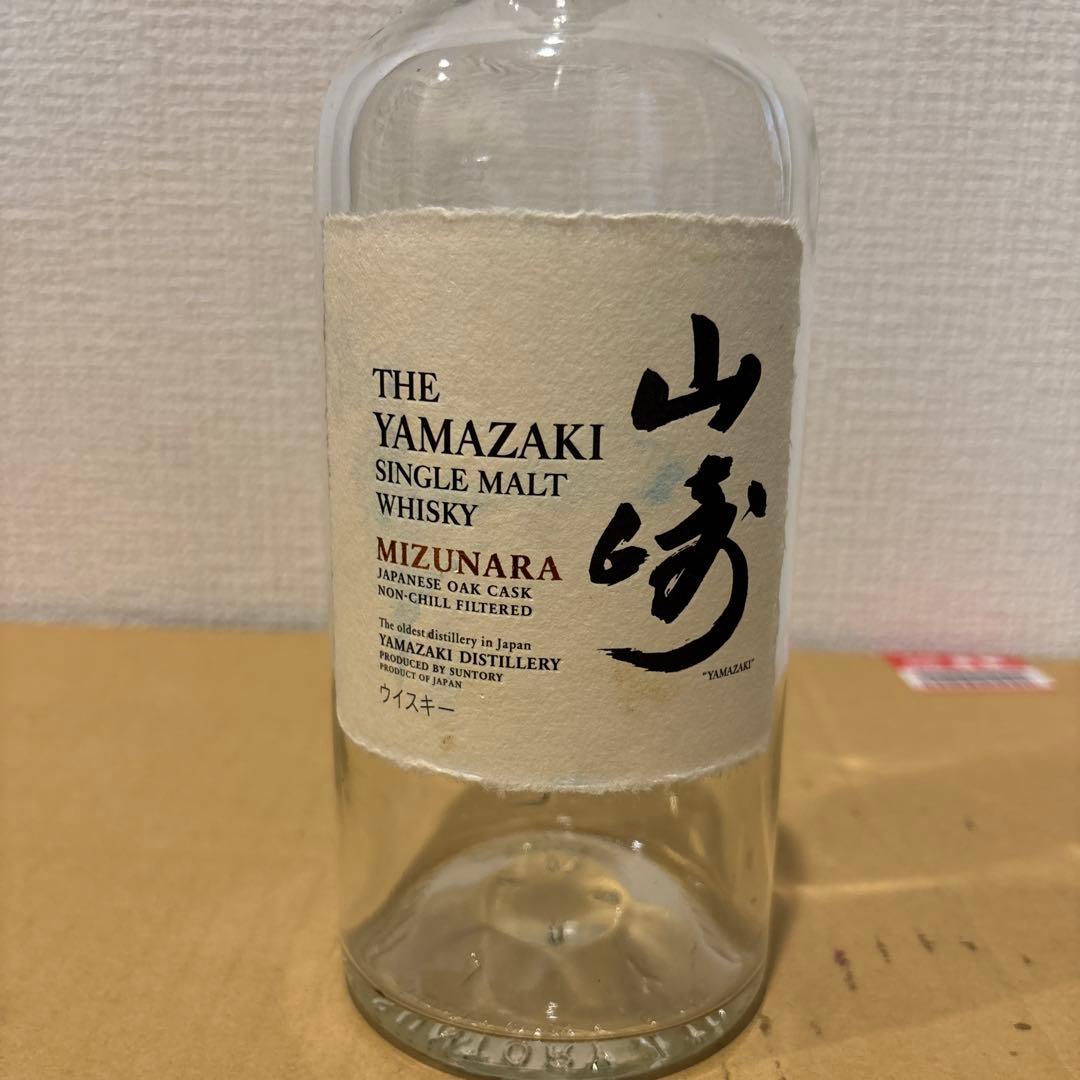 THE
YAMAZAKI
SINGLE MALT
WHISKY
MIZUNARA
JAPANESE OAK CASK
NON-CHILL FILTERED
The oldest distillery in Japan
YAMAZAKI DISTILLERY
PRODUCED BY SUNTORY
PRODUCT OF JAPAN
ウイスキー
山崎
"YAMAZAKI"